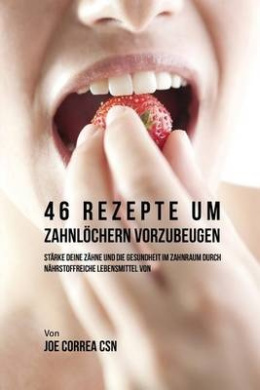 46 REZEPTE UM
ZAHNLÖCHERN VORZUBEUGEN
STÄRKE DEINE ZÄHNE UND DIE GESUNDHEIT IM ZAHNRAUM DURCH
NÄHRSTOFFREICHE LEBENSMITTEL VON
Von
JOE CORREA CSN